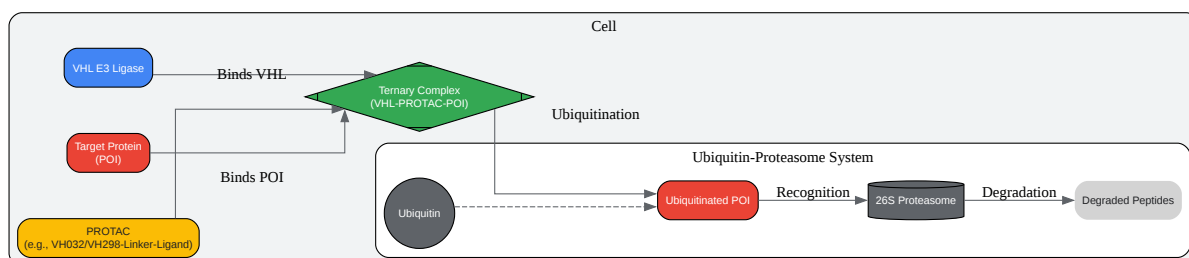 Cell
VHL E3 Ligase
Binds VHL
Ternary Complex
(VHL-PROTAC-POI)
Ubiquitination
Target Protein
(POI)
Binds POI
PROTAC
(e.g., VH032/VH298-Linker-Ligand)
Ubiquitin-Proteasome System
Ubiquitin
Ubiquitinated POI
Recognition
26S Proteasome
Degradation
Degraded Peptides